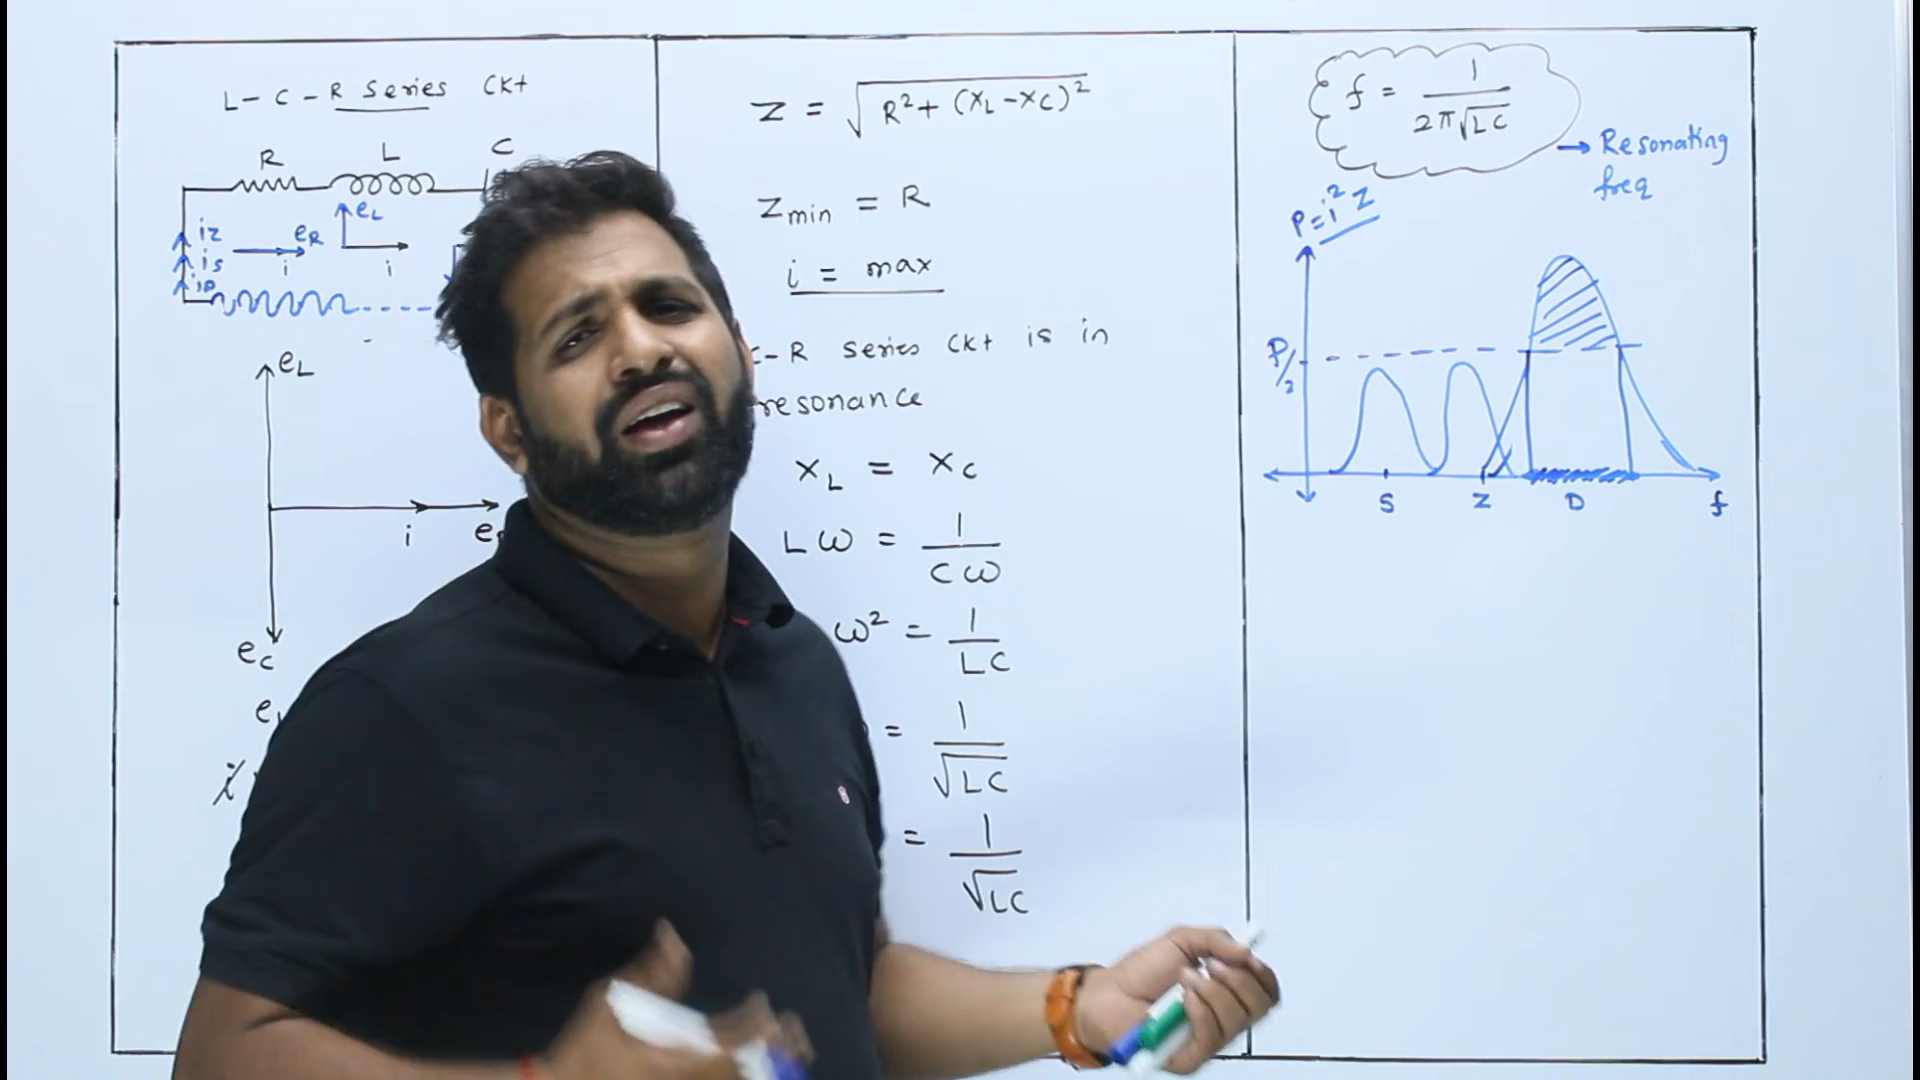 L - C - R Series Ckt
R L C
iz
is
ip
eR
i
eL
i
eL
i
ec
Z = √R² + (XL - XC)²
Zmin = R
i = max
- R Series Ckt is in
resonance
XL = XC
Lω = 1/Cω
ω² = 1/LC
= 1/√LC
= 1/√LC
f = 1/2π√LC
→ Resonating
freq
P = i²Z
P/2
S Z D f